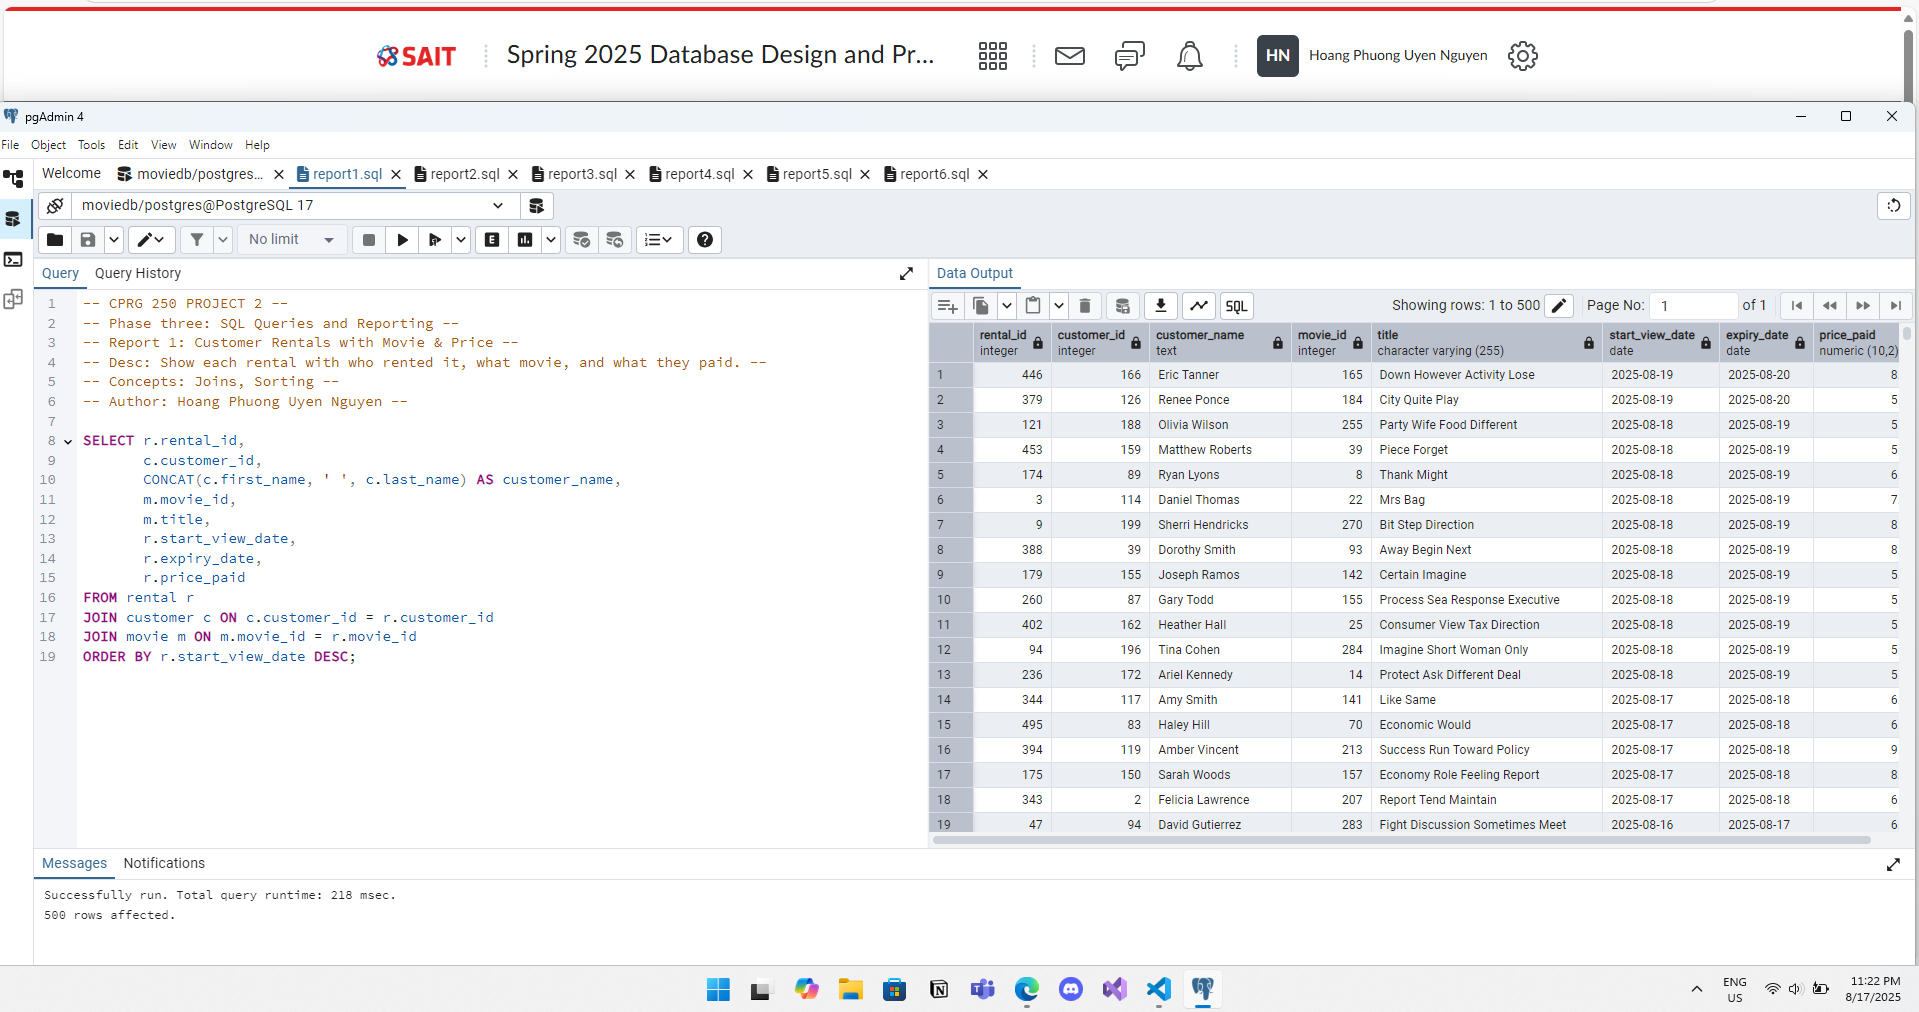 SAIT
Spring 2025 Database Design and Pr...
HN
Hoang Phuong Uyen Nguyen
pgAdmin 4
File Object Tools Edit View Window Help
Welcome moviedb/postgres... report1.sql report2.sql report3.sql report4.sql report5.sql report6.sql
moviedb/postgres@PostgreSQL 17
No limit
E
Query Query History
1 -- CPRG 250 PROJECT 2 --
2 -- Phase three: SQL Queries and Reporting --
3 -- Report 1: Customer Rentals with Movie & Price --
4 -- Desc: Show each rental with who rented it, what movie, and what they paid. --
5 -- Concepts: Joins, Sorting --
6 -- Author: Hoang Phuong Uyen Nguyen --
7
8 SELECT r.rental_id,
9 c.customer_id,
10 CONCAT(c.first_name, ' ', c.last_name) AS customer_name,
11 m.movie_id,
12 m.title,
13 r.start_view_date,
14 r.expiry_date,
15 r.price_paid
16 FROM rental r
17 JOIN customer c ON c.customer_id = r.customer_id
18 JOIN movie m ON m.movie_id = r.movie_id
19 ORDER BY r.start_view_date DESC;
Data Output
SQL Showing rows: 1 to 500 Page No: 1 of 1
rental_id customer_id customer_name movie_id title start_view_date expiry_date price_paid
integer integer text integer character varying (255) date date numeric (10,2)
1 446 166 Eric Tanner 165 Down However Activity Lose 2025-08-19 2025-08-20 8
2 379 126 Renee Ponce 184 City Quite Play 2025-08-19 2025-08-20 5
3 121 188 Olivia Wilson 255 Party Wife Food Different 2025-08-18 2025-08-19 5
4 453 159 Matthew Roberts 39 Piece Forget 2025-08-18 2025-08-19 5
5 174 89 Ryan Lyons 8 Thank Might 2025-08-18 2025-08-19 6
6 3 114 Daniel Thomas 22 Mrs Bag 2025-08-18 2025-08-19 7
7 9 199 Sherri Hendricks 270 Bit Step Direction 2025-08-18 2025-08-19 8
8 388 39 Dorothy Smith 93 Away Begin Next 2025-08-18 2025-08-19 8
9 179 155 Joseph Ramos 142 Certain Imagine 2025-08-18 2025-08-19 5
10 260 87 Gary Todd 155 Process Sea Response Executive 2025-08-18 2025-08-19 5
11 402 162 Heather Hall 25 Consumer View Tax Direction 2025-08-18 2025-08-19 5
12 94 196 Tina Cohen 284 Imagine Short Woman Only 2025-08-18 2025-08-19 5
13 236 172 Ariel Kennedy 14 Protect Ask Different Deal 2025-08-18 2025-08-19 5
14 344 117 Amy Smith 141 Like Same 2025-08-17 2025-08-18 6
15 495 83 Haley Hill 70 Economic Would 2025-08-17 2025-08-18 6
16 394 119 Amber Vincent 213 Success Run Toward Policy 2025-08-17 2025-08-18 9
17 175 150 Sarah Woods 157 Economy Role Feeling Report 2025-08-17 2025-08-18 8
18 343 2 Felicia Lawrence 207 Report Tend Maintain 2025-08-17 2025-08-18 6
19 47 94 David Gutierrez 283 Fight Discussion Sometimes Meet 2025-08-16 2025-08-17 6
Messages Notifications
Successfully run. Total query runtime: 218 msec.
500 rows affected.
ENG
US
11:22 PM
8/17/2025